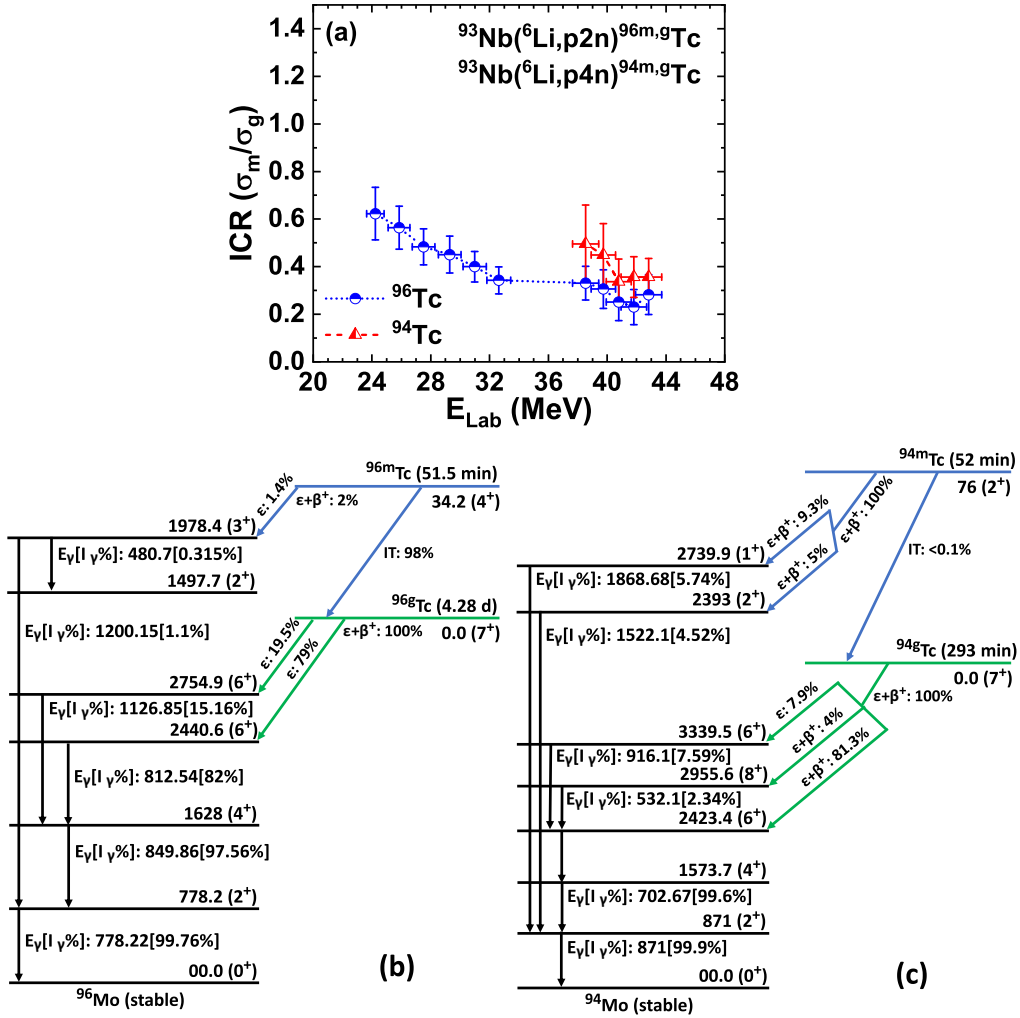 (a)
⁹³Nb(⁶Li,p2n)⁹⁶ᵐ,ᵍTc
⁹³Nb(⁶Li,p4n)⁹⁴ᵐ,ᵍTc
ICR (σₘ/σg)
1.4
1.2
1.0
0.8
0.6
0.4
0.2
0.0
⁹⁶Tc
⁹⁴Tc
20 24 28 32 36 40 44 48
E_Lab (MeV)
⁹⁶ᵐTc (51.5 min)
34.2 (4⁺)
ε: 1.4%
ε+β⁺: 2%
IT: 98%
1978.4 (3⁺)
Eγ[I γ%]: 480.7[0.315%]
1497.7 (2⁺)
Eγ[I γ%]: 1200.15[1.1%]
⁹⁶ᵍTc (4.28 d)
0.0 (7⁺)
ε+β⁺: 100%
ε: 19.5%
ε: 79%
2754.9 (6⁺)
Eγ[I γ%]: 1126.85[15.16%]
2440.6 (6⁺)
Eγ[I γ%]: 812.54[82%]
1628 (4⁺)
Eγ[I γ%]: 849.86[97.56%]
778.2 (2⁺)
Eγ[I γ%]: 778.22[99.76%]
00.0 (0⁺)
⁹⁶Mo (stable)
(b)
⁹⁴ᵐTc (52 min)
76 (2⁺)
ε+β⁺: 9.3%
ε+β⁺: 100%
ε+β⁺: 5%
IT: <0.1%
2739.9 (1⁺)
Eγ[I γ%]: 1868.68[5.74%]
2393 (2⁺)
Eγ[I γ%]: 1522.1[4.52%]
⁹⁴ᵍTc (293 min)
0.0 (7⁺)
ε+β⁺: 100%
ε: 7.9%
ε+β⁺: 4%
ε+β⁺: 81.3%
3339.5 (6⁺)
Eγ[I γ%]: 916.1[7.59%]
2955.6 (8⁺)
Eγ[I γ%]: 532.1[2.34%]
2423.4 (6⁺)
1573.7 (4⁺)
Eγ[I γ%]: 702.67[99.6%]
871 (2⁺)
Eγ[I γ%]: 871[99.9%]
00.0 (0⁺)
⁹⁴Mo (stable)
(c)